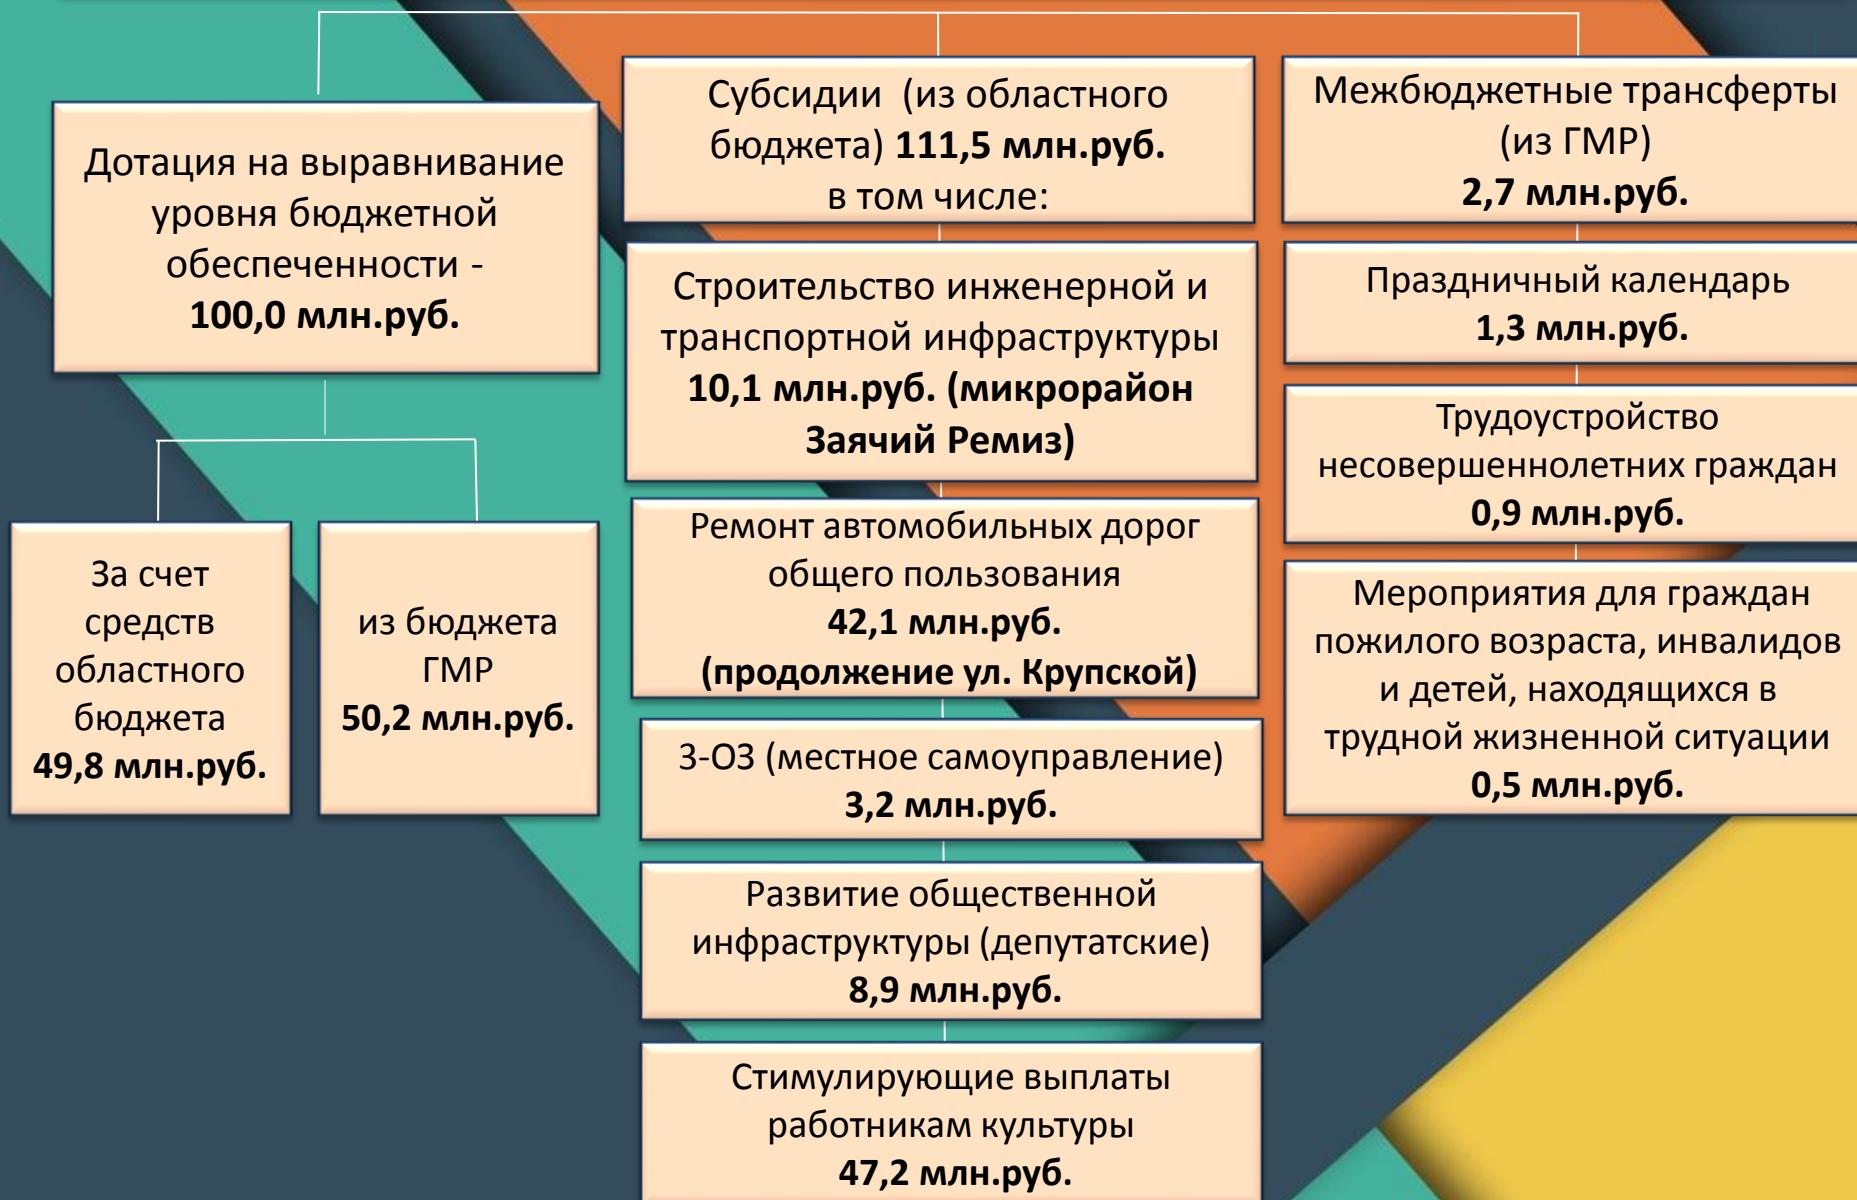 Дотация на выравнивание
уровня бюджетной
обеспеченности -
100,0 млн.руб.
За счет
средств
областного
бюджета
49,8 млн.руб.
из бюджета
ГМР
50,2 млн.руб.
Субсидии (из областного
бюджета) 111,5 млн.руб.
в том числе:
Строительство инженерной и
транспортной инфраструктуры
10,1 млн.руб. (микрорайон
Заячий Ремиз)
Ремонт автомобильных дорог
общего пользования
42,1 млн.руб.
(продолжение ул. Крупской)
3-ОЗ (местное самоуправление)
3,2 млн.руб.
Развитие общественной
инфраструктуры (депутатские)
8,9 млн.руб.
Стимулирующие выплаты
работникам культуры
47,2 млн.руб.
Межбюджетные трансферты
(из ГМР)
2,7 млн.руб.
Праздничный календарь
1,3 млн.руб.
Трудоустройство
несовершеннолетних граждан
0,9 млн.руб.
Мероприятия для граждан
пожилого возраста, инвалидов
и детей, находящихся в
трудной жизненной ситуации
0,5 млн.руб.